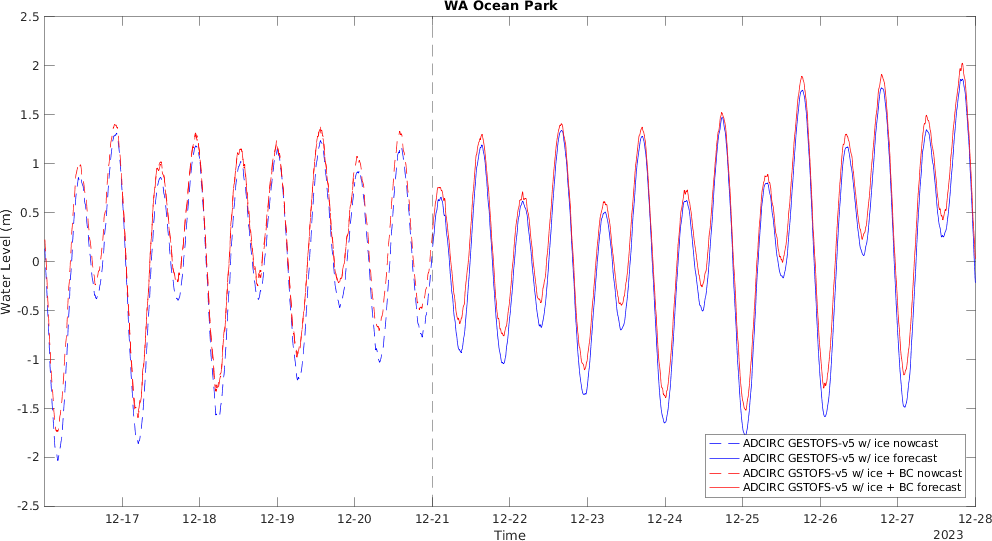 WA Ocean Park
2.5
2
1.5
1
0.5
0
-0.5
-1
-1.5
-2
-2.5
Water Level (m)
ADCIRC GESTOFS-v5 w/ ice nowcast
ADCIRC GESTOFS-v5 w/ ice forecast
ADCIRC GSTOFS-v5 w/ ice + BC nowcast
ADCIRC GSTOFS-v5 w/ ice + BC forecast
12-17 12-18 12-19 12-20 12-21 12-22 12-23 12-24 12-25 12-26 12-27 12-28
Time
2023